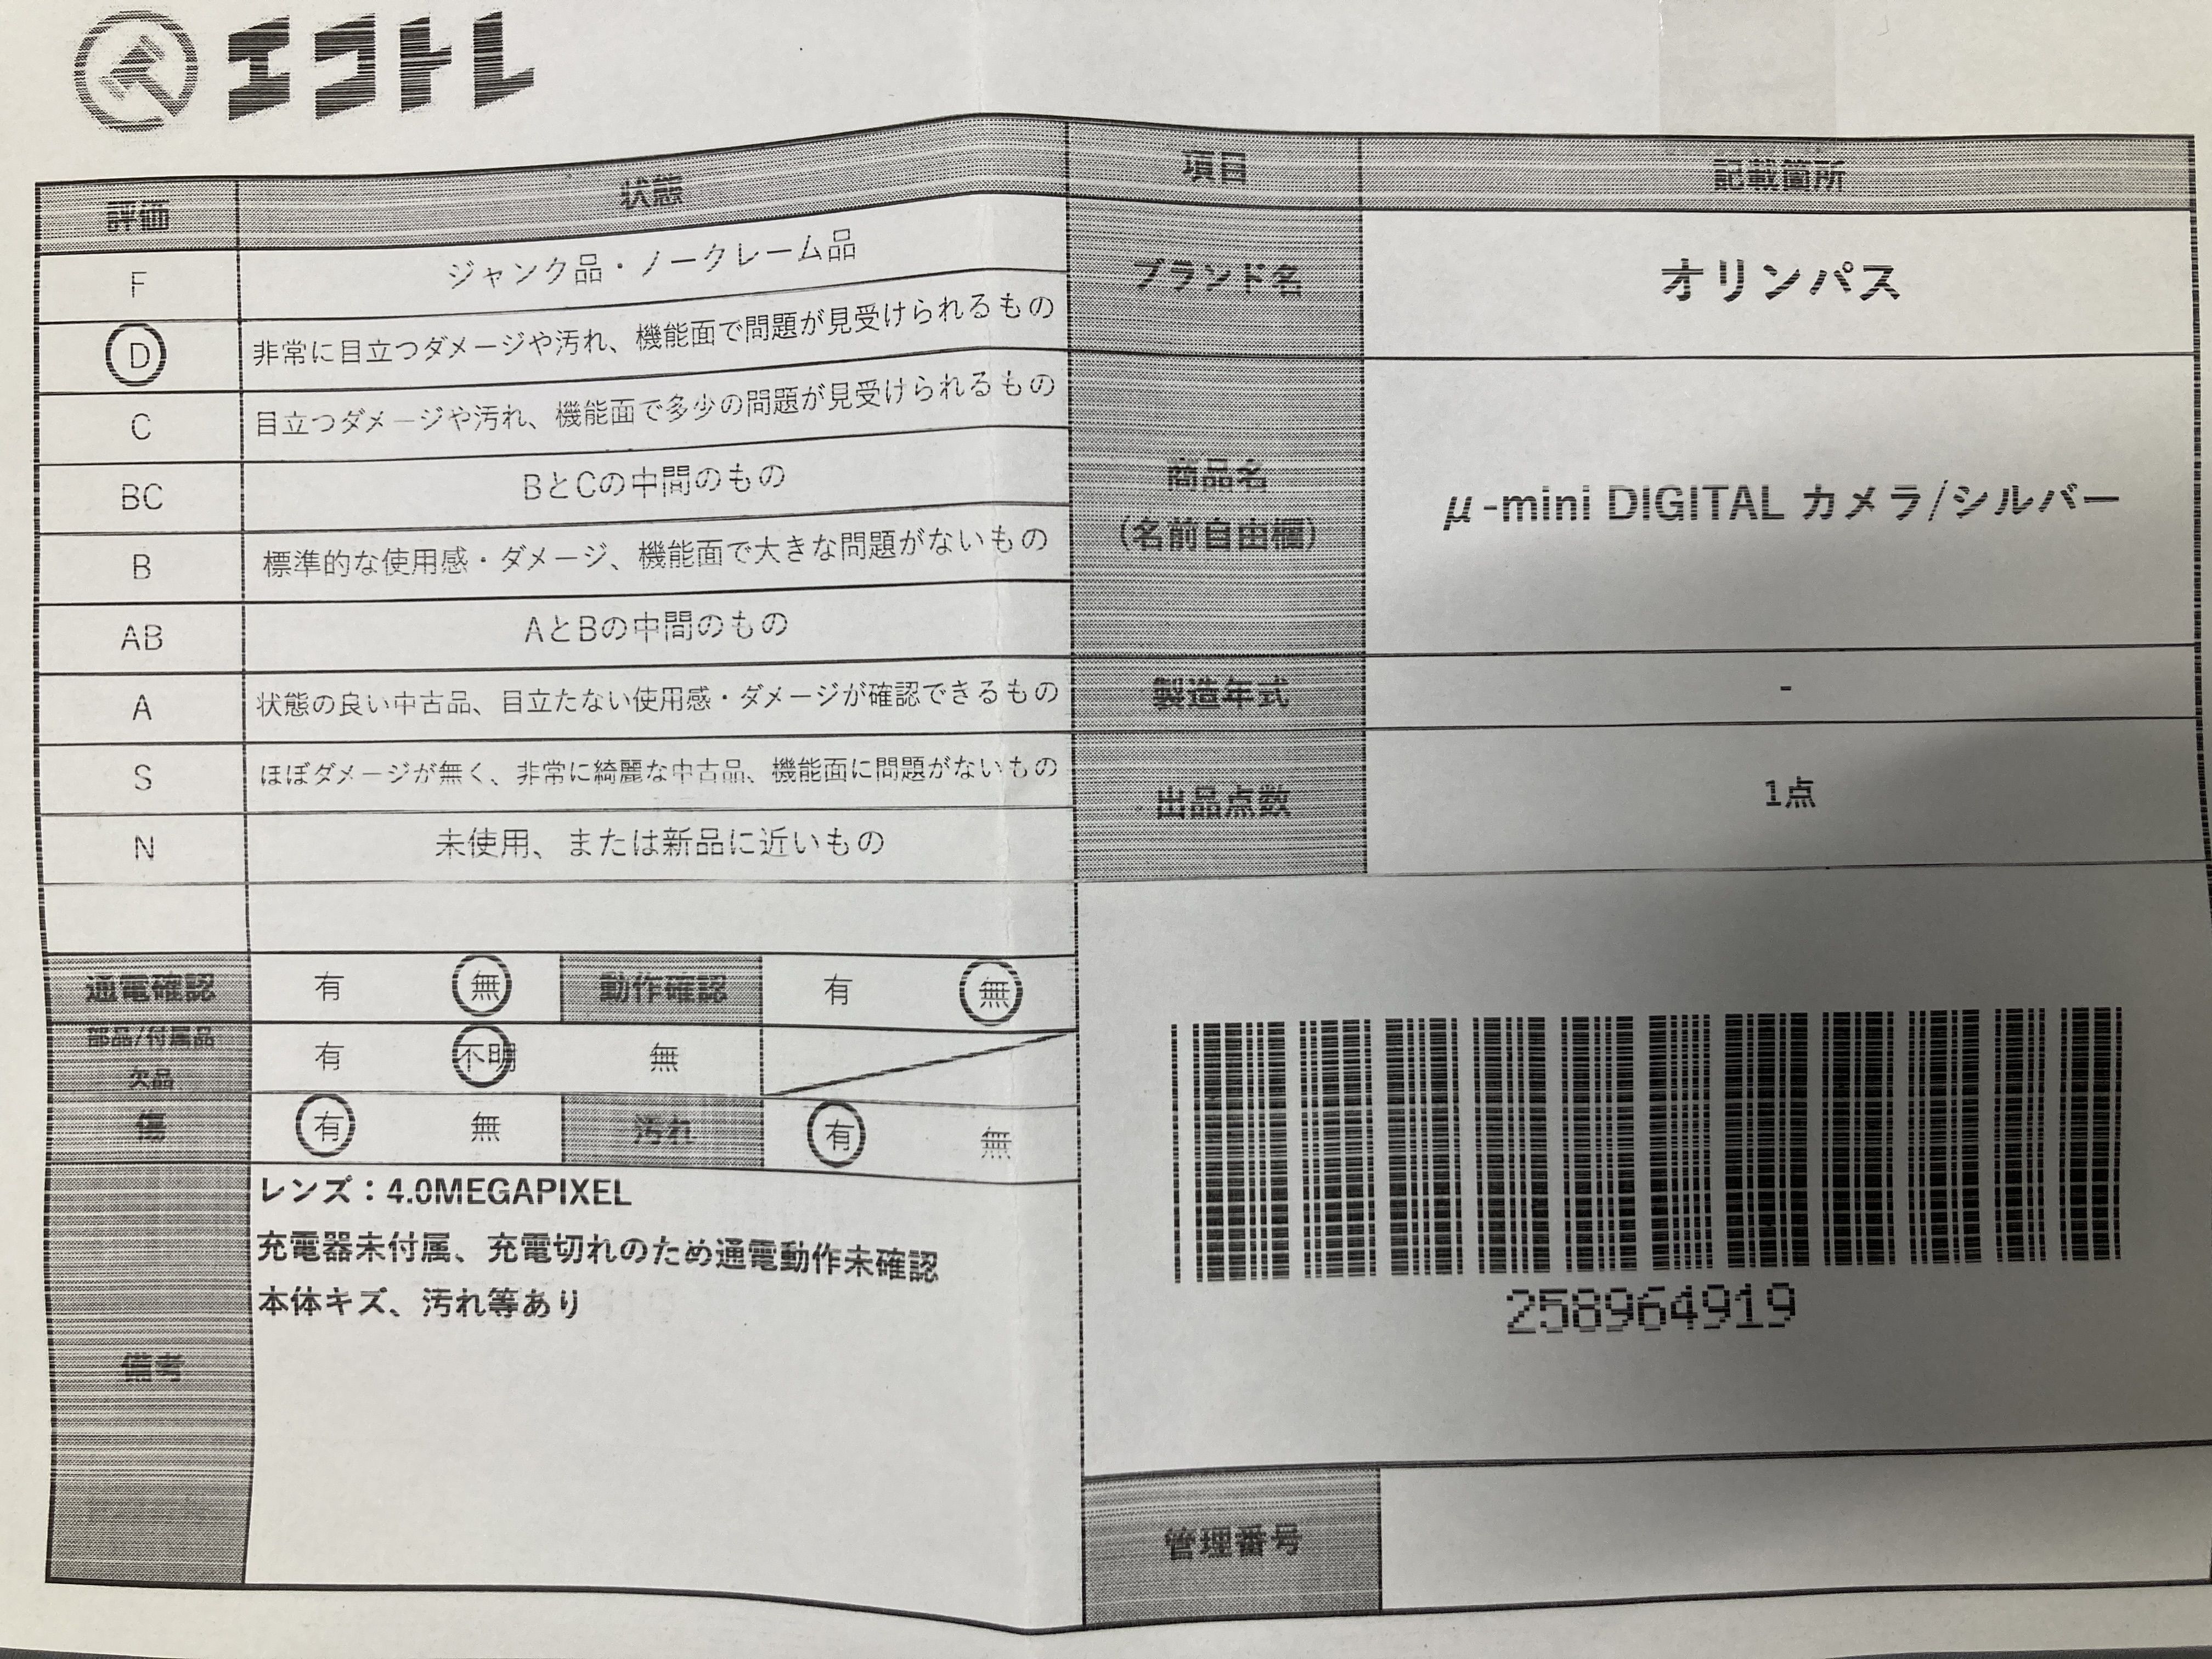 エコトレ
評価 状態
F ジャンク品・ノークレーム品
D 非常に目立つダメージや汚れ、機能面で問題が見受けられるもの
C 目立つダメージや汚れ、機能面で多少の問題が見受けられるもの
BC BとCの中間のもの
B 標準的な使用感・ダメージ、機能面で大きな問題がないもの
AB AとBの中間のもの
A 状態の良い中古品、目立たない使用感・ダメージが確認できるもの
S ほぼダメージが無く、非常に綺麗な中古品、機能面に問題がないもの
N 未使用、または新品に近いもの
通電確認 有 無 動作確認 有 無
部品/付属品
欠品 有 不明 無
傷 有 無 汚れ 有 無
備考
レンズ：4.0MEGAPIXEL
充電器未付属、充電切れのため通電動作未確認
本体キズ、汚れ等あり
項目 記載箇所
ブランド名 オリンパス
商品名
（名前自由欄） μ-mini DIGITAL カメラ/シルバー
製造年式 -
出品点数 1点
258964919
管理番号